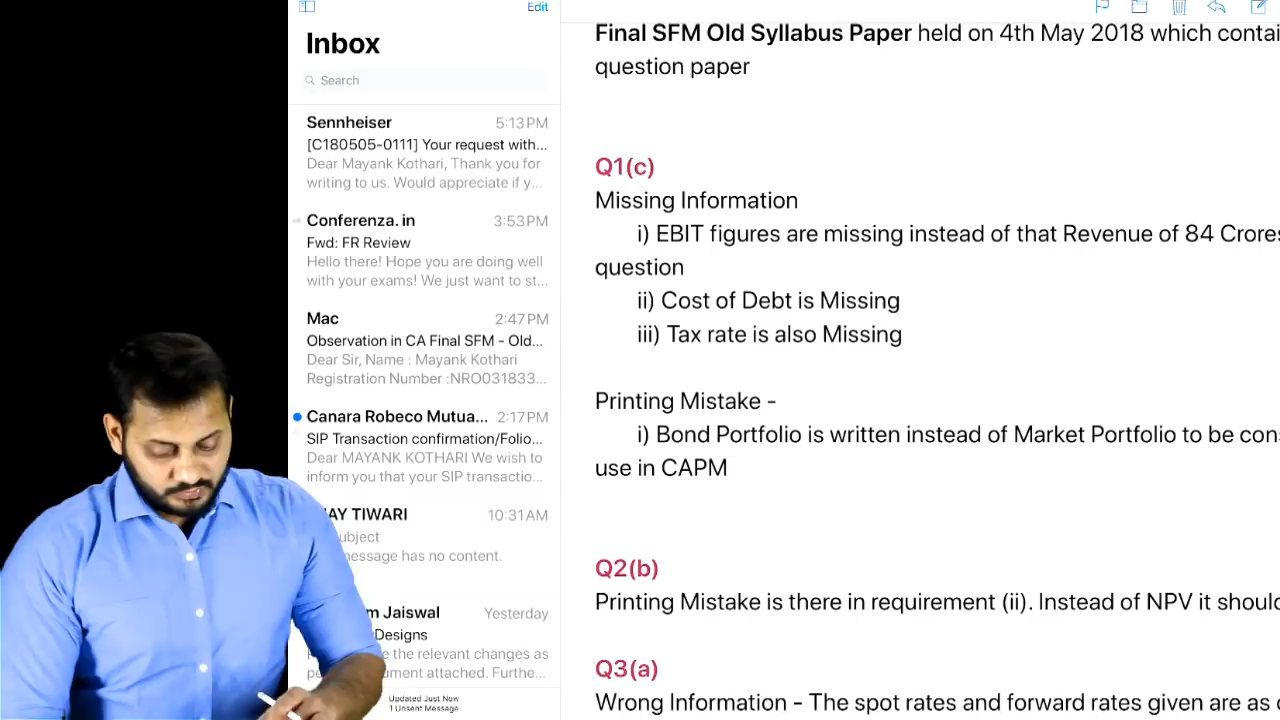 Edit
Inbox
Search
Sennheiser 5:13 PM
[C180505-0111] Your request with...
Dear Mayank Kothari, Thank you for
writing to us. Would appreciate if y...
Conferenza.in 3:53 PM
Fwd: FR Review
Hello there! Hope you are doing well
with your exams! We just want to st...
Mac 2:47 PM
Observation in CA Final SFM - Old...
Dear Sir, Name : Mayank Kothari
Registration Number :NRO031833...
Canara Robeco Mutua... 2:17 PM
SIP Transaction confirmation/Folio...
Dear MAYANK KOTHARI We wish to
inform you that your SIP transactio...
AY TIWARI 10:31 AM
ubject
message has no content.
m Jaiswal Yesterday
Designs
e the relevant changes as
ument attached. Furthe...
Updated Just Now
1 Unsent Message
Final SFM Old Syllabus Paper held on 4th May 2018 which contai
question paper
Q1(c)
Missing Information
i) EBIT figures are missing instead of that Revenue of 84 Crores
question
ii) Cost of Debt is Missing
iii) Tax rate is also Missing
Printing Mistake -
i) Bond Portfolio is written instead of Market Portfolio to be con
use in CAPM
Q2(b)
Printing Mistake is there in requirement (ii). Instead of NPV it should
Q3(a)
Wrong Information - The spot rates and forward rates given are as